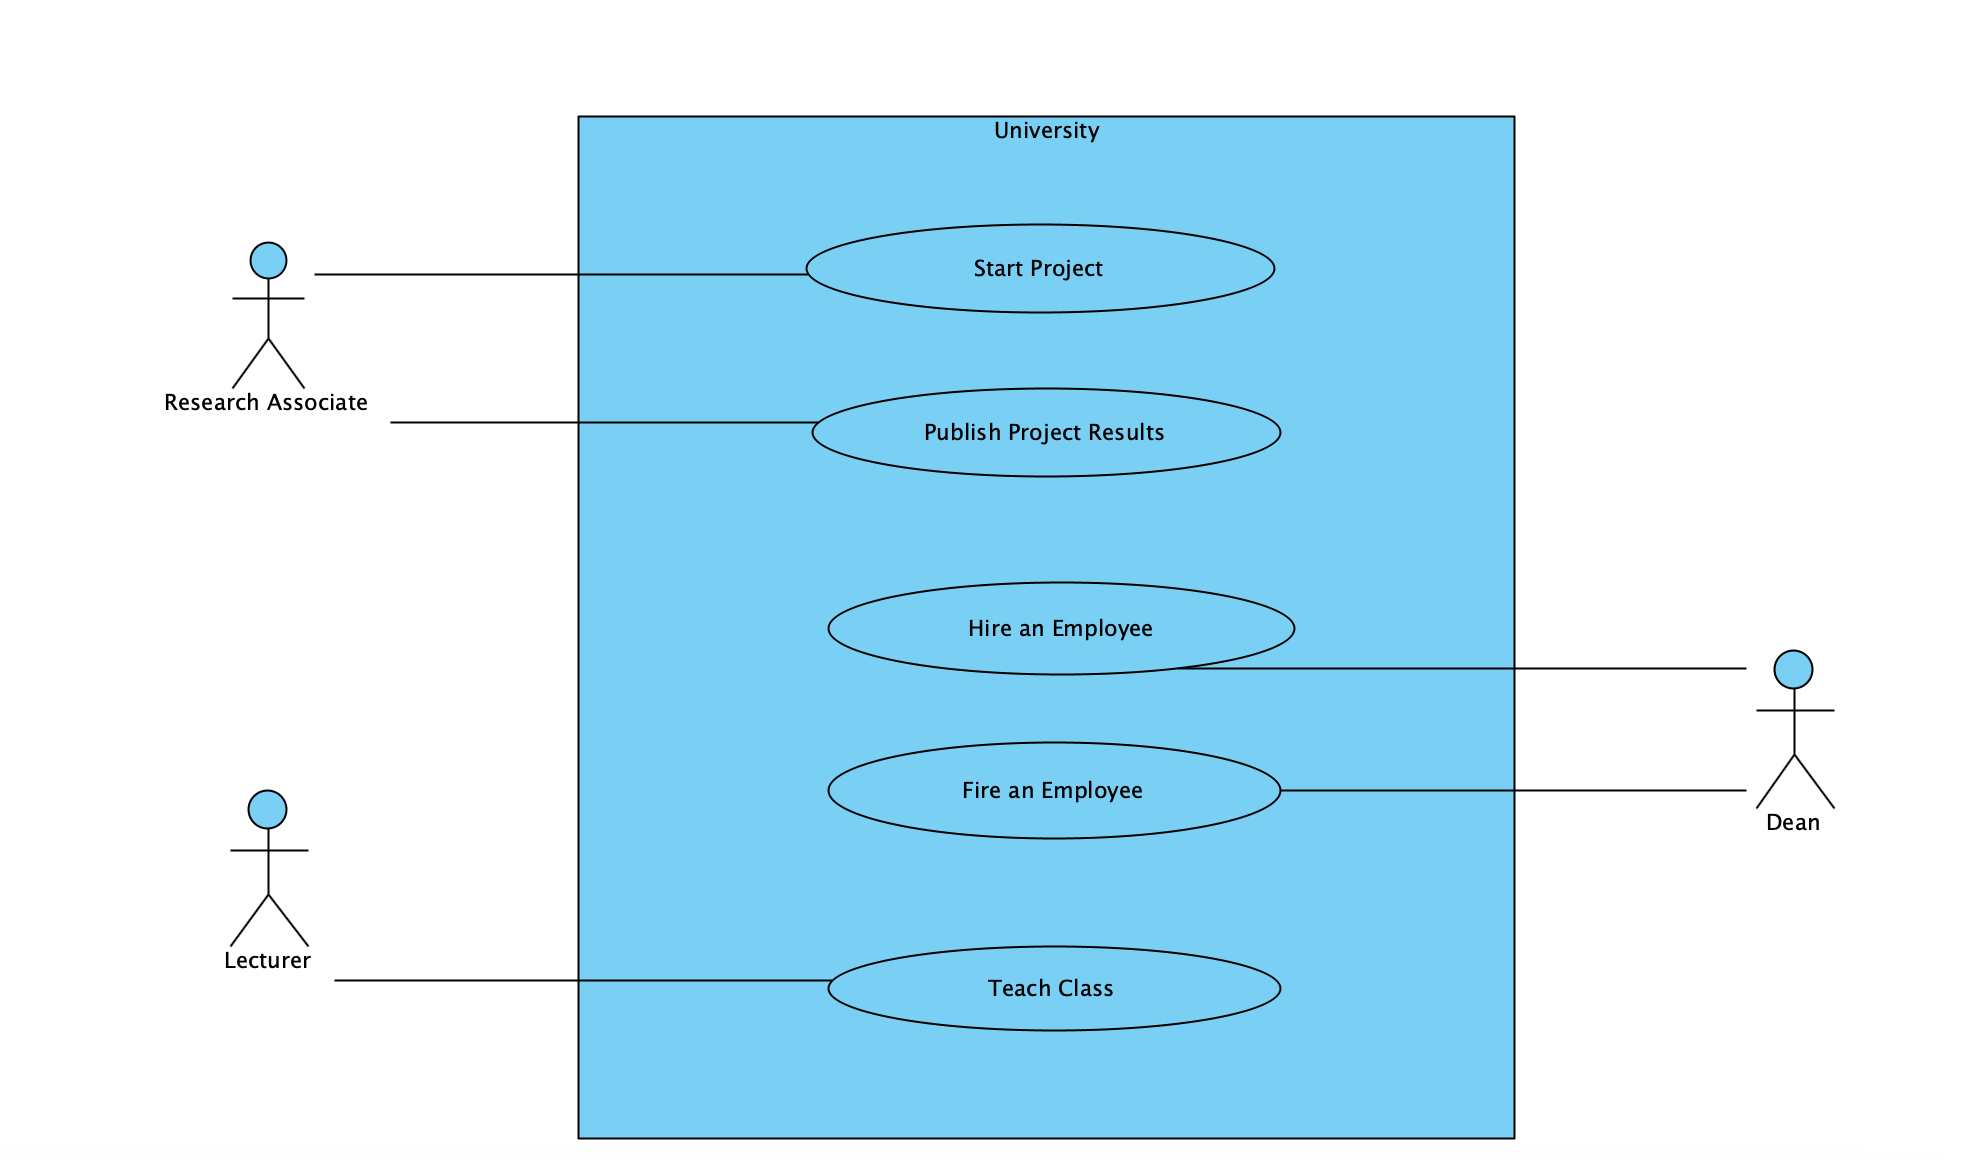 University
Start Project
Research Associate
Publish Project Results
Hire an Employee
Fire an Employee
Dean
Lecturer
Teach Class